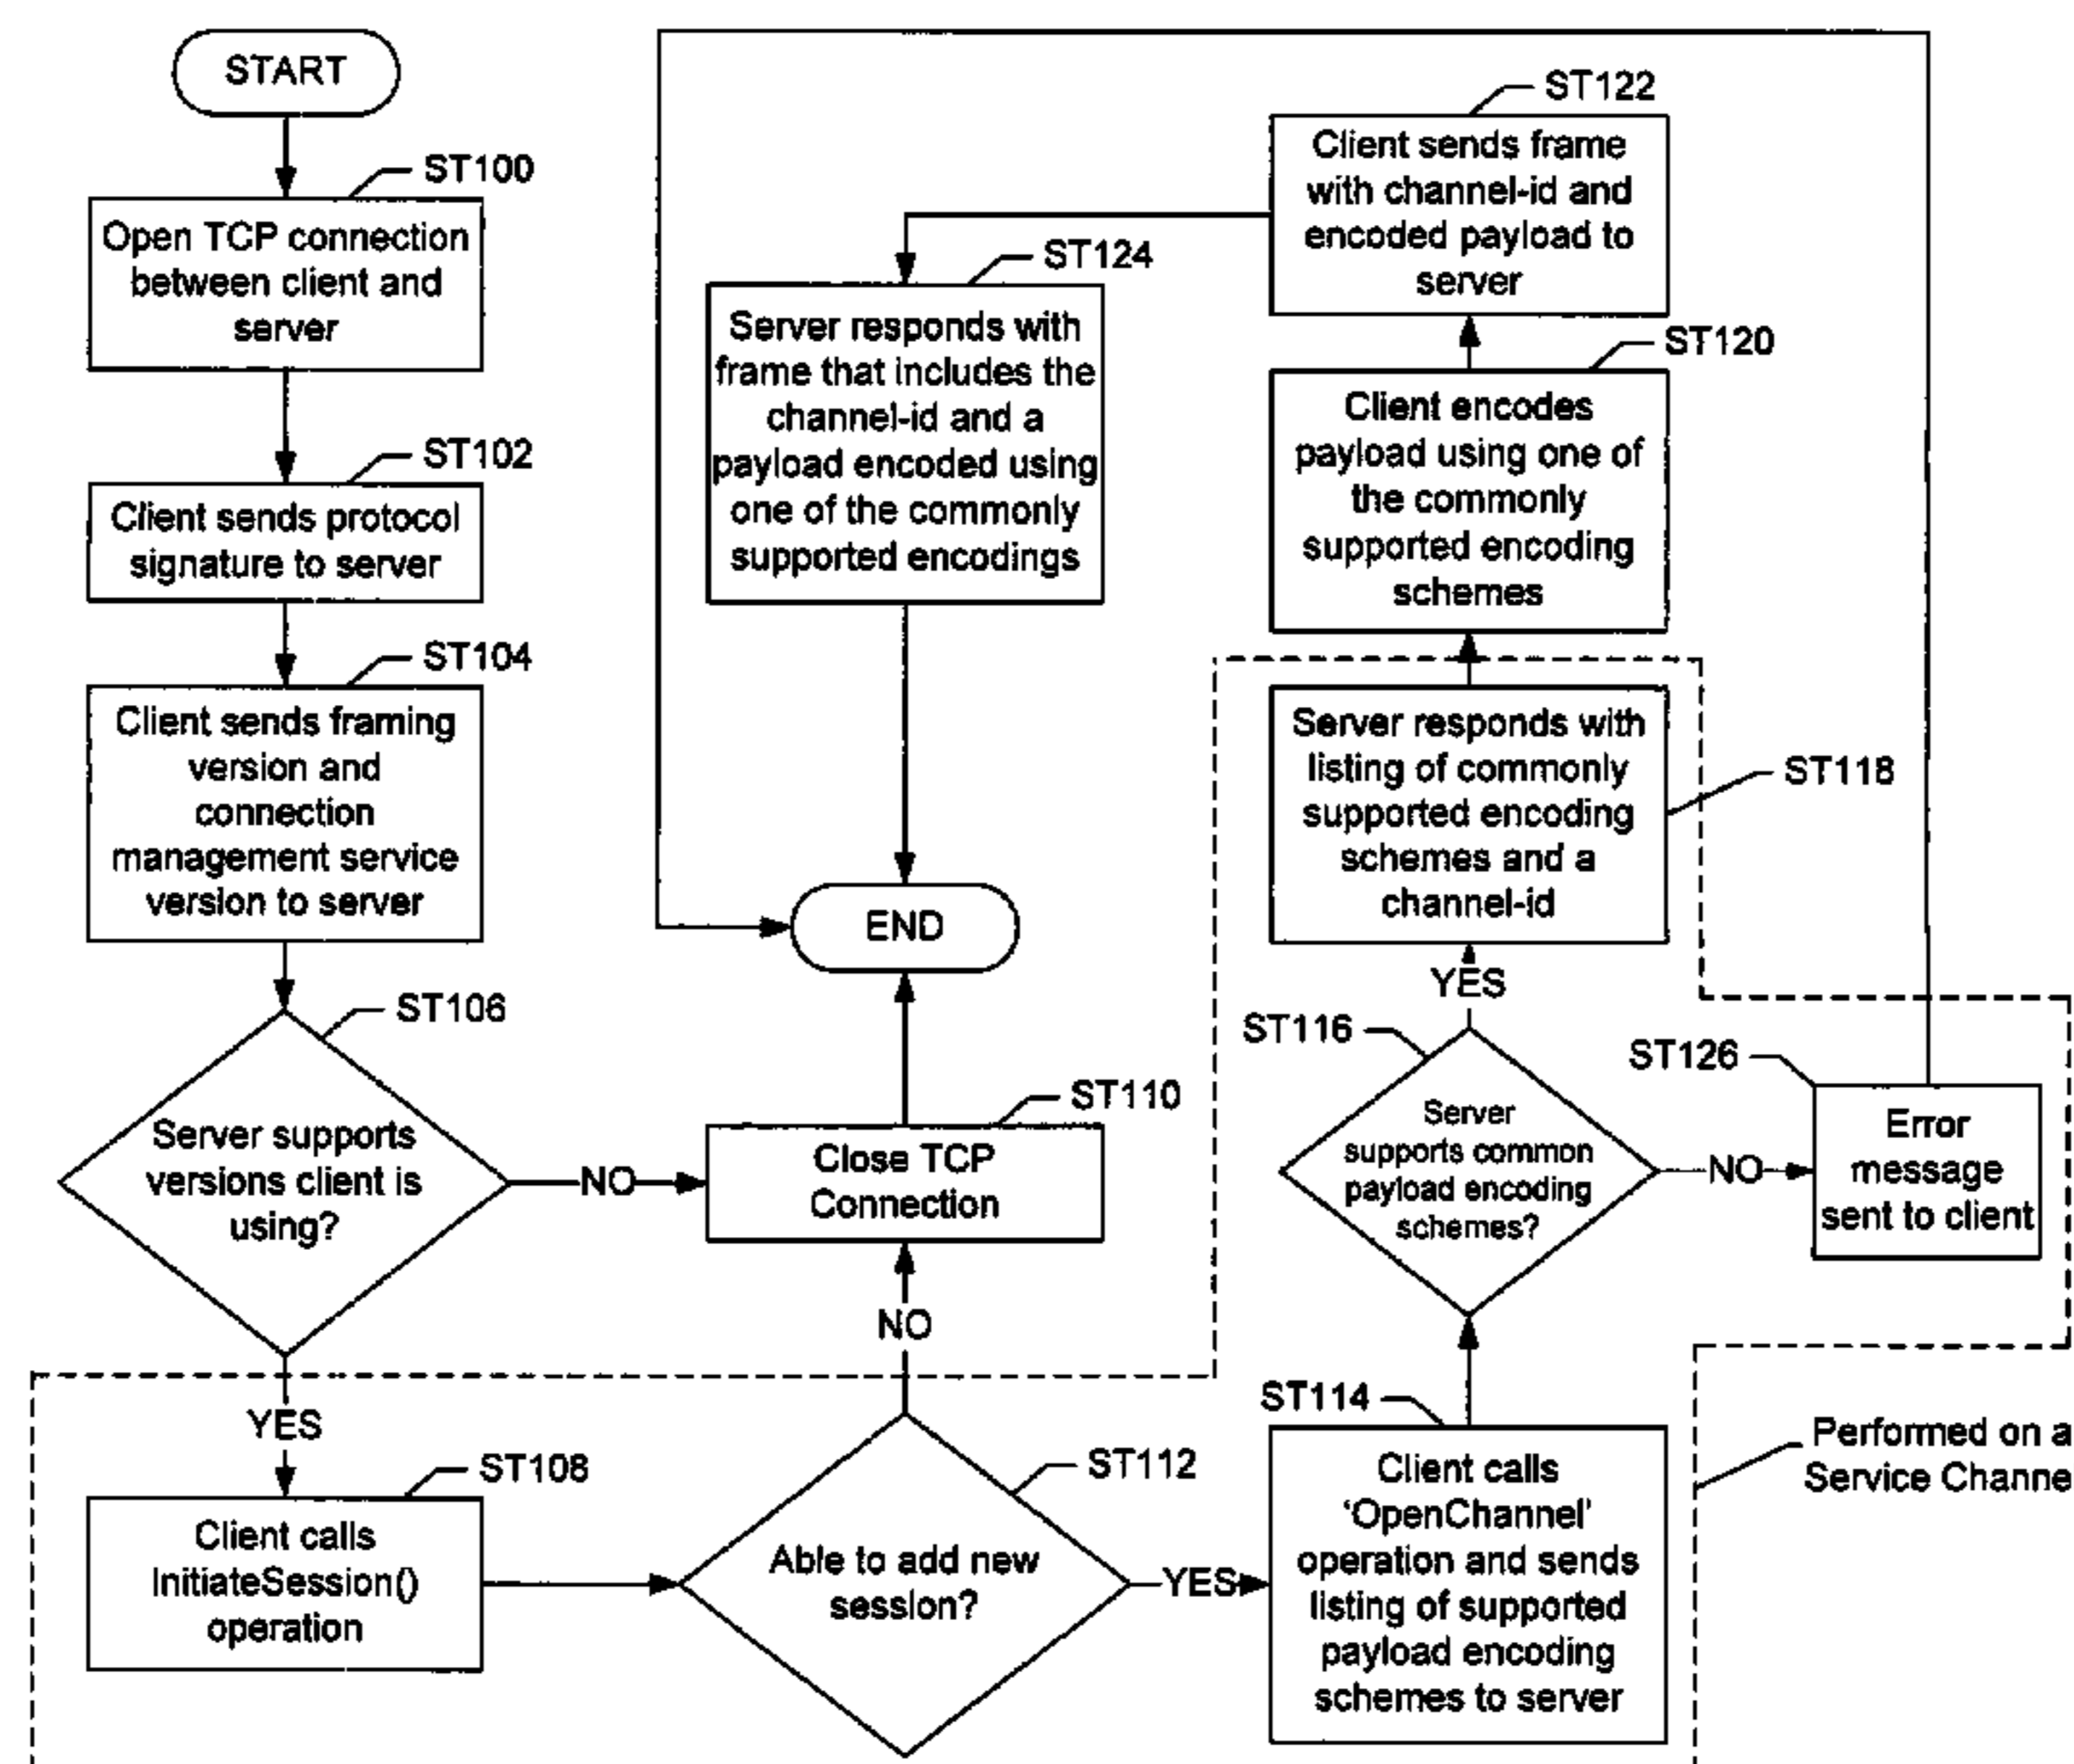 START
ST100
Open TCP connection
between client and
server
ST102
Client sends protocol
signature to server
ST104
Client sends framing
version and
connection
management service
version to server
ST106
Server supports
versions client is
using?
NO
YES
ST108
Client calls
InitiateSession()
operation
ST110
Close TCP
Connection
NO
ST112
Able to add new
session?
YES
ST114
Client calls
'OpenChannel'
operation and sends
listing of supported
payload encoding
schemes to server
ST116
Server
supports common
payload encoding
schemes?
NO
ST126
Error
message
sent to client
YES
ST118
Server responds with
listing of commonly
supported encoding
schemes and a
channel-id
ST120
Client encodes
payload using one of
the commonly
supported encoding
schemes
ST122
Client sends frame
with channel-id and
encoded payload to
server
ST124
Server responds with
frame that includes the
channel-id and a
payload encoded using
one of the commonly
supported encodings
END
Performed on a
Service Channe